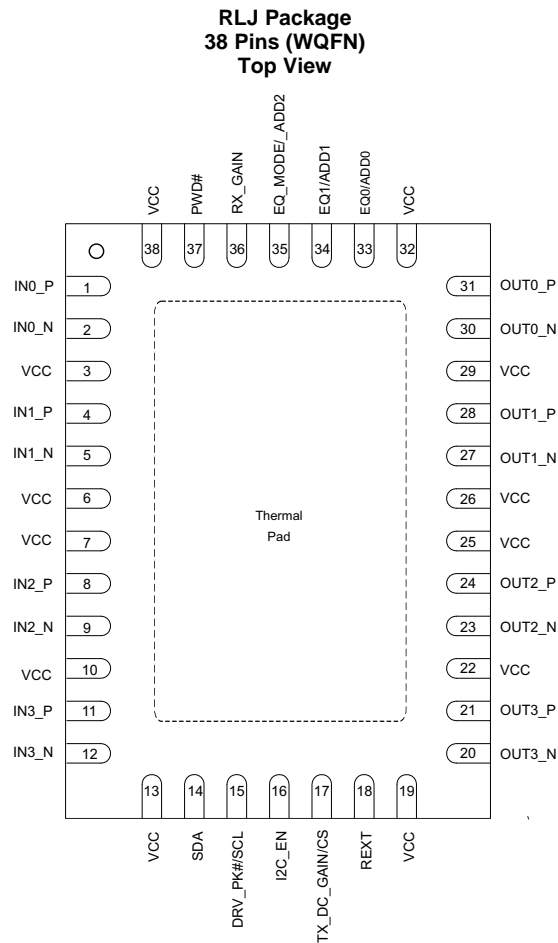 RLJ Package
38 Pins (WQFN)
Top View
VCC
PWD#
RX_GAIN
EQ_MODE/_ADD2
EQ1/ADD1
EQ0/ADD0
VCC
38
37
36
35
34
33
32
IN0_P 1
31 OUT0_P
IN0_N 2
30 OUT0_N
VCC 3
29 VCC
IN1_P 4
28 OUT1_P
IN1_N 5
27 OUT1_N
VCC 6
26 VCC
Thermal
Pad
VCC 7
25 VCC
IN2_P 8
24 OUT2_P
IN2_N 9
23 OUT2_N
VCC 10
22 VCC
IN3_P 11
21 OUT3_P
IN3_N 12
20 OUT3_N
13
14
15
16
17
18
19
VCC
SDA
DRV_PK#/SCL
I2C_EN
TX_DC_GAIN/CS
REXT
VCC